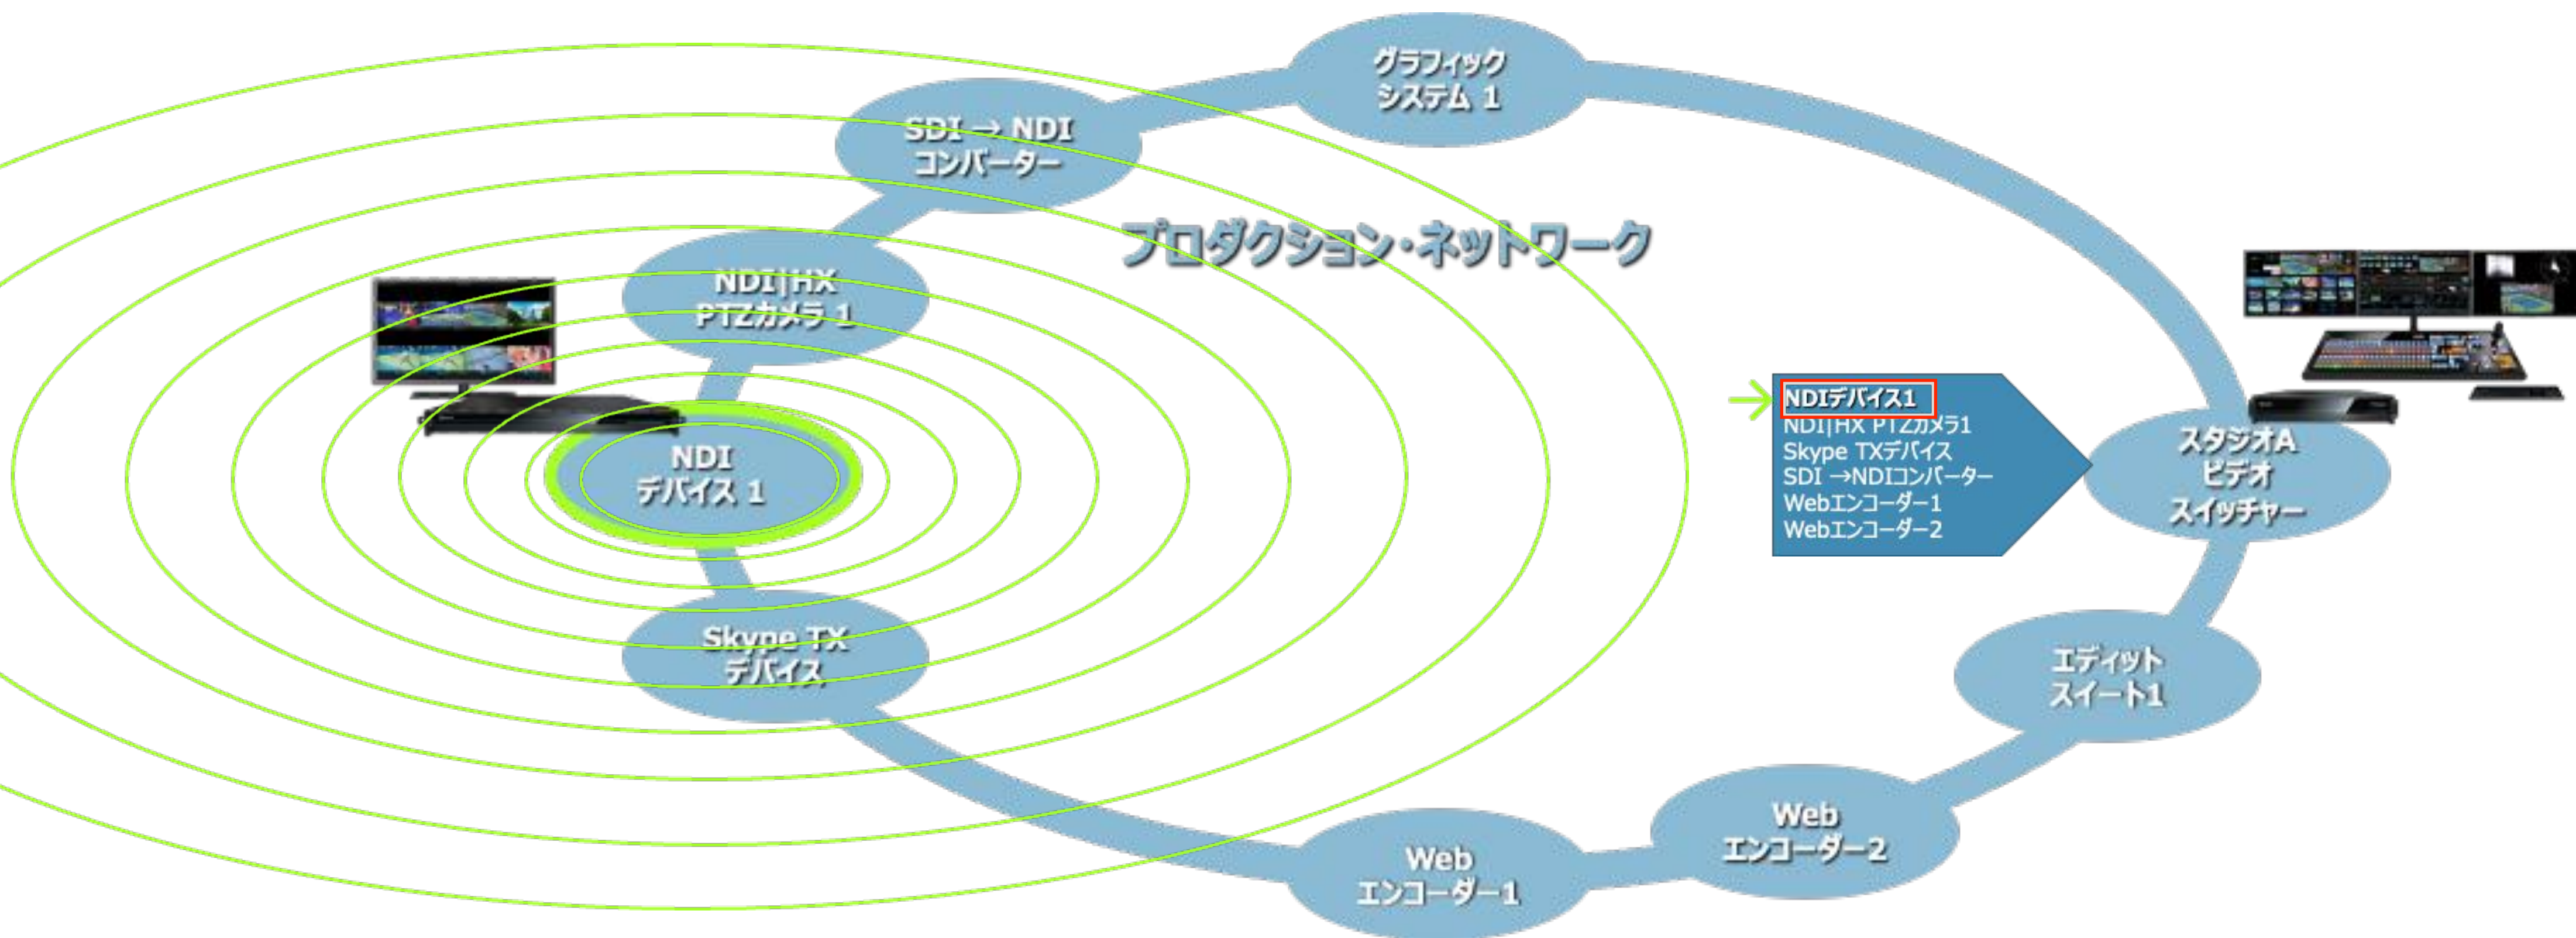 グラフィック
システム 1
SDI → NDI
コンバーター
プロダクション・ネットワーク
NDI|HX
PTZカメラ 1
NDI
デバイス 1
Skype TX
デバイス
NDIデバイス1
NDI|HX PTZカメラ1
Skype TXデバイス
SDI →NDIコンバーター
Webエンコーダー1
Webエンコーダー2
スタジオA
ビデオ
スイッチャー
エディット
スイート1
Web
エンコーダー2
Web
エンコーダー1